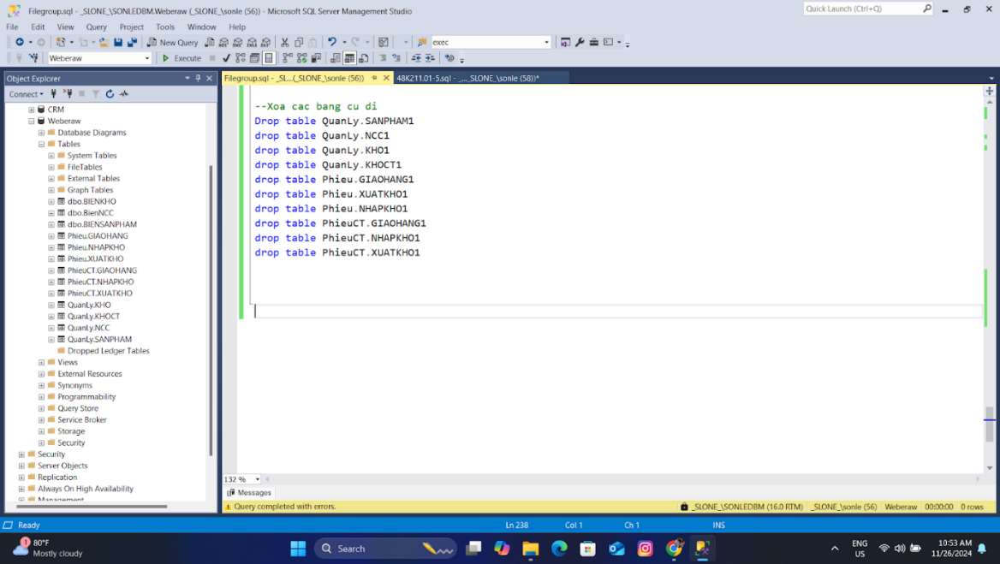 Filegroup.sql - _SLONE_\SONLEDBM.Weberaw (_SLONE_\sonle (56)) - Microsoft SQL Server Management Studio
Quick Launch (Ctrl+Q)
File Edit View Query Project Tools Window Help
New Query
exec
Weberaw
Execute
Object Explorer
Filegroup.sql - _SL...(_SLONE_\sonle (56))
48K211.01-5.sql - _..._SLONE_\sonle (58))*
Connect
CRM
Weberaw
Database Diagrams
Tables
System Tables
FileTables
External Tables
Graph Tables
dbo.BIENKHO
dbo.BienNCC
dbo.BIENSANPHAM
Phieu.GIAOHANG
Phieu.NHAPKHO
Phieu.XUATKHO
PhieuCT.GIAOHANG
PhieuCT.NHAPKHO
PhieuCT.XUATKHO
QuanLy.KHO
QuanLy.KHOCT
QuanLy.NCC
QuanLy.SANPHAM
Dropped Ledger Tables
Views
External Resources
Synonyms
Programmability
Query Store
Service Broker
Storage
Security
Security
Server Objects
Replication
Always On High Availability
Management
--Xoa cac bang cu di
Drop table QuanLy.SANPHAM1
drop table QuanLy.NCC1
drop table QuanLy.KHO1
drop table QuanLy.KHOCT1
drop table Phieu.GIAOHANG1
drop table Phieu.XUATKHO1
drop table Phieu.NHAPKHO1
drop table PhieuCT.GIAOHANG1
drop table PhieuCT.NHAPKHO1
drop table PhieuCT.XUATKHO1
132 %
Messages
Query completed with errors.
_SLONE_\SONLEDBM (16.0 RTM) _SLONE_\sonle (56) Weberaw 00:00:00 0 rows
Ready
Ln 238 Col 1 Ch 1 INS
1
80°F
Mostly cloudy
Search
ENG
US
10:53 AM
11/26/2024